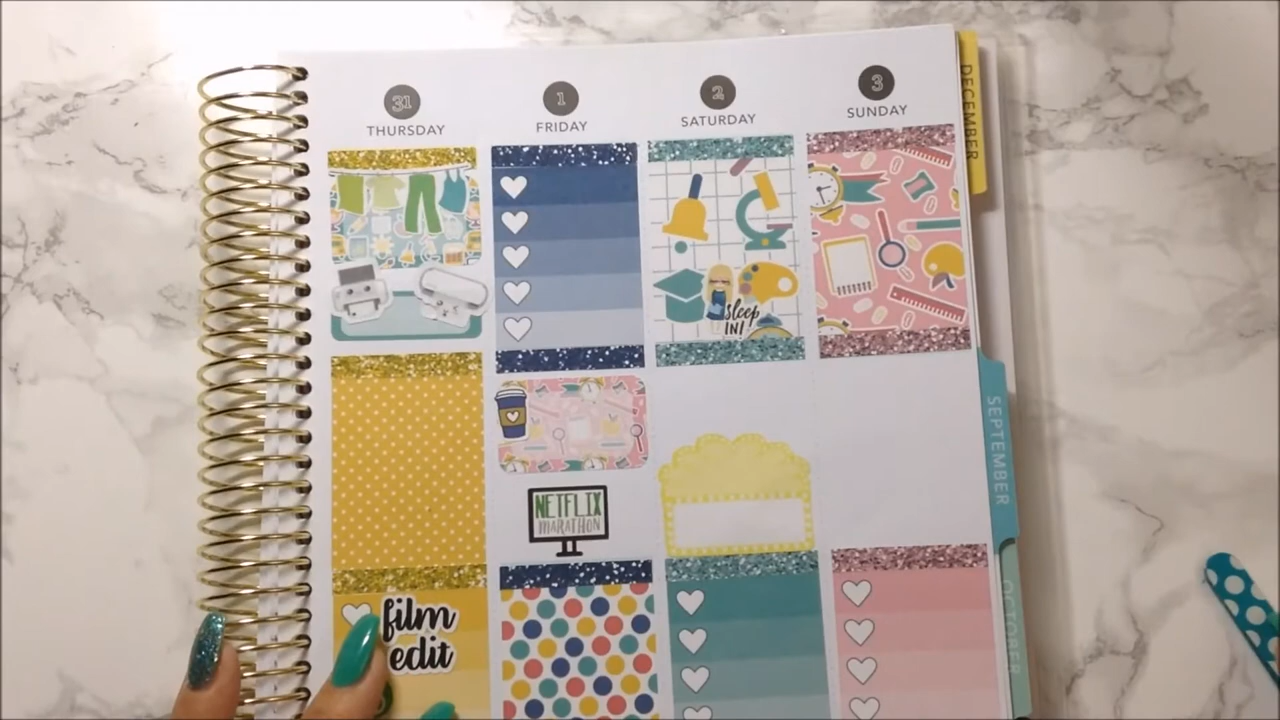 31
1
2
3
THURSDAY
FRIDAY
SATURDAY
SUNDAY
DECEMBER
sleep
IN!
SEPTEMBER
NETFLIX
MARATHON
film
edit
OCTOBER